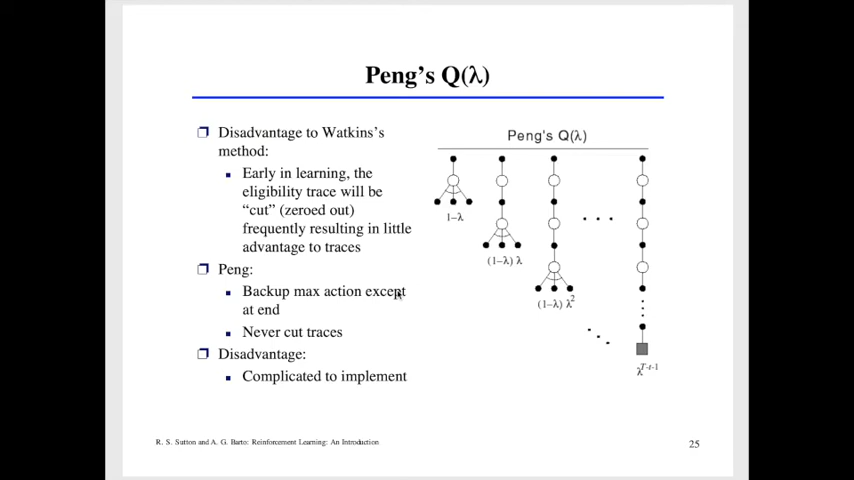 Peng's Q(λ)
Disadvantage to Watkins's
method:
Early in learning, the
eligibility trace will be
“cut” (zeroed out)
frequently resulting in little
advantage to traces
Peng:
Backup max action except
at end
Never cut traces
Disadvantage:
Complicated to implement
Peng's Q(λ)
1−λ
(1−λ) λ
(1−λ) λ²
λ^T-t-1
R. S. Sutton and A. G. Barto: Reinforcement Learning: An Introduction
25